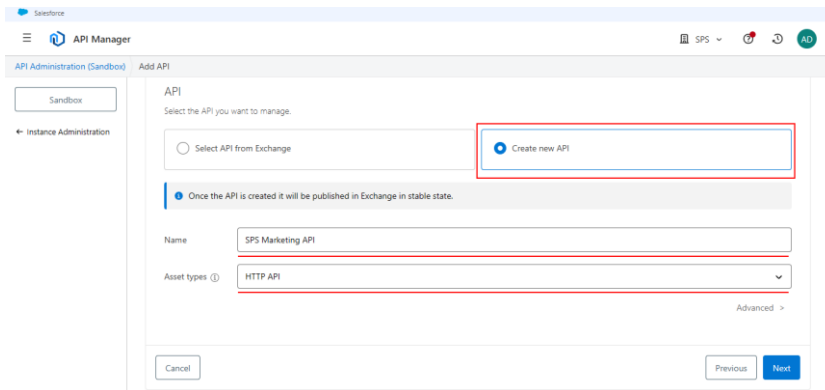 Salesforce
API Manager
SPS
AD
API Administration (Sandbox) Add API
Sandbox
← Instance Administration
API
Select the API you want to manage.
Select API from Exchange
Create new API
Once the API is created it will be published in Exchange in stable state.
Name SPS Marketing API
Asset types HTTP API
Advanced >
Cancel Previous Next